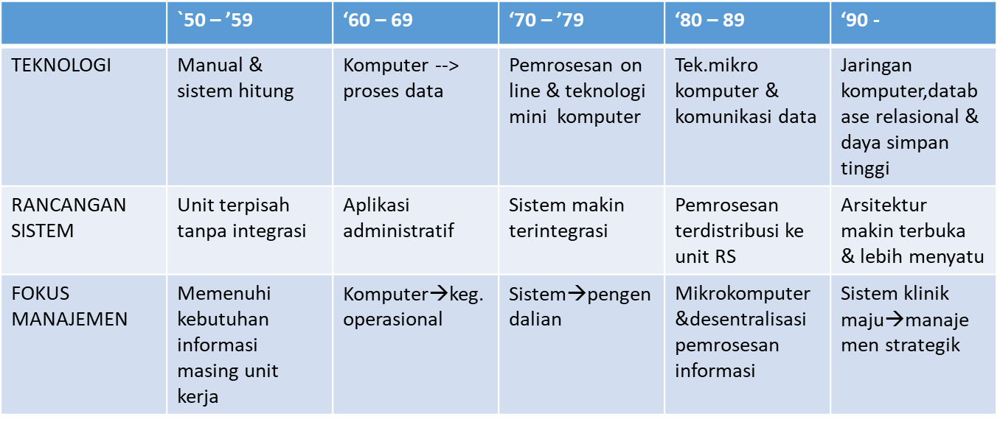 `50 – ’59
‘60 – 69
‘70 – ’79
‘80 – 89
‘90 -
TEKNOLOGI
Manual &
sistem hitung
Komputer -->
proses data
Pemrosesan on
line & teknologi
mini komputer
Tek.mikro
komputer &
komunikasi data
Jaringan
komputer,datab
ase relasional &
daya simpan
tinggi
RANCANGAN
SISTEM
Unit terpisah
tanpa integrasi
Aplikasi
administratif
Sistem makin
terintegrasi
Pemrosesan
terdistribusi ke
unit RS
Arsitektur
makin terbuka
& lebih menyatu
FOKUS
MANAJEMEN
Memenuhi
kebutuhan
informasi
masing unit
kerja
Komputer→keg.
operasional
Sistem→pengen
dalian
Mikrokomputer
&desentralisasi
pemrosesan
informasi
Sistem klinik
maju→manaje
men strategik